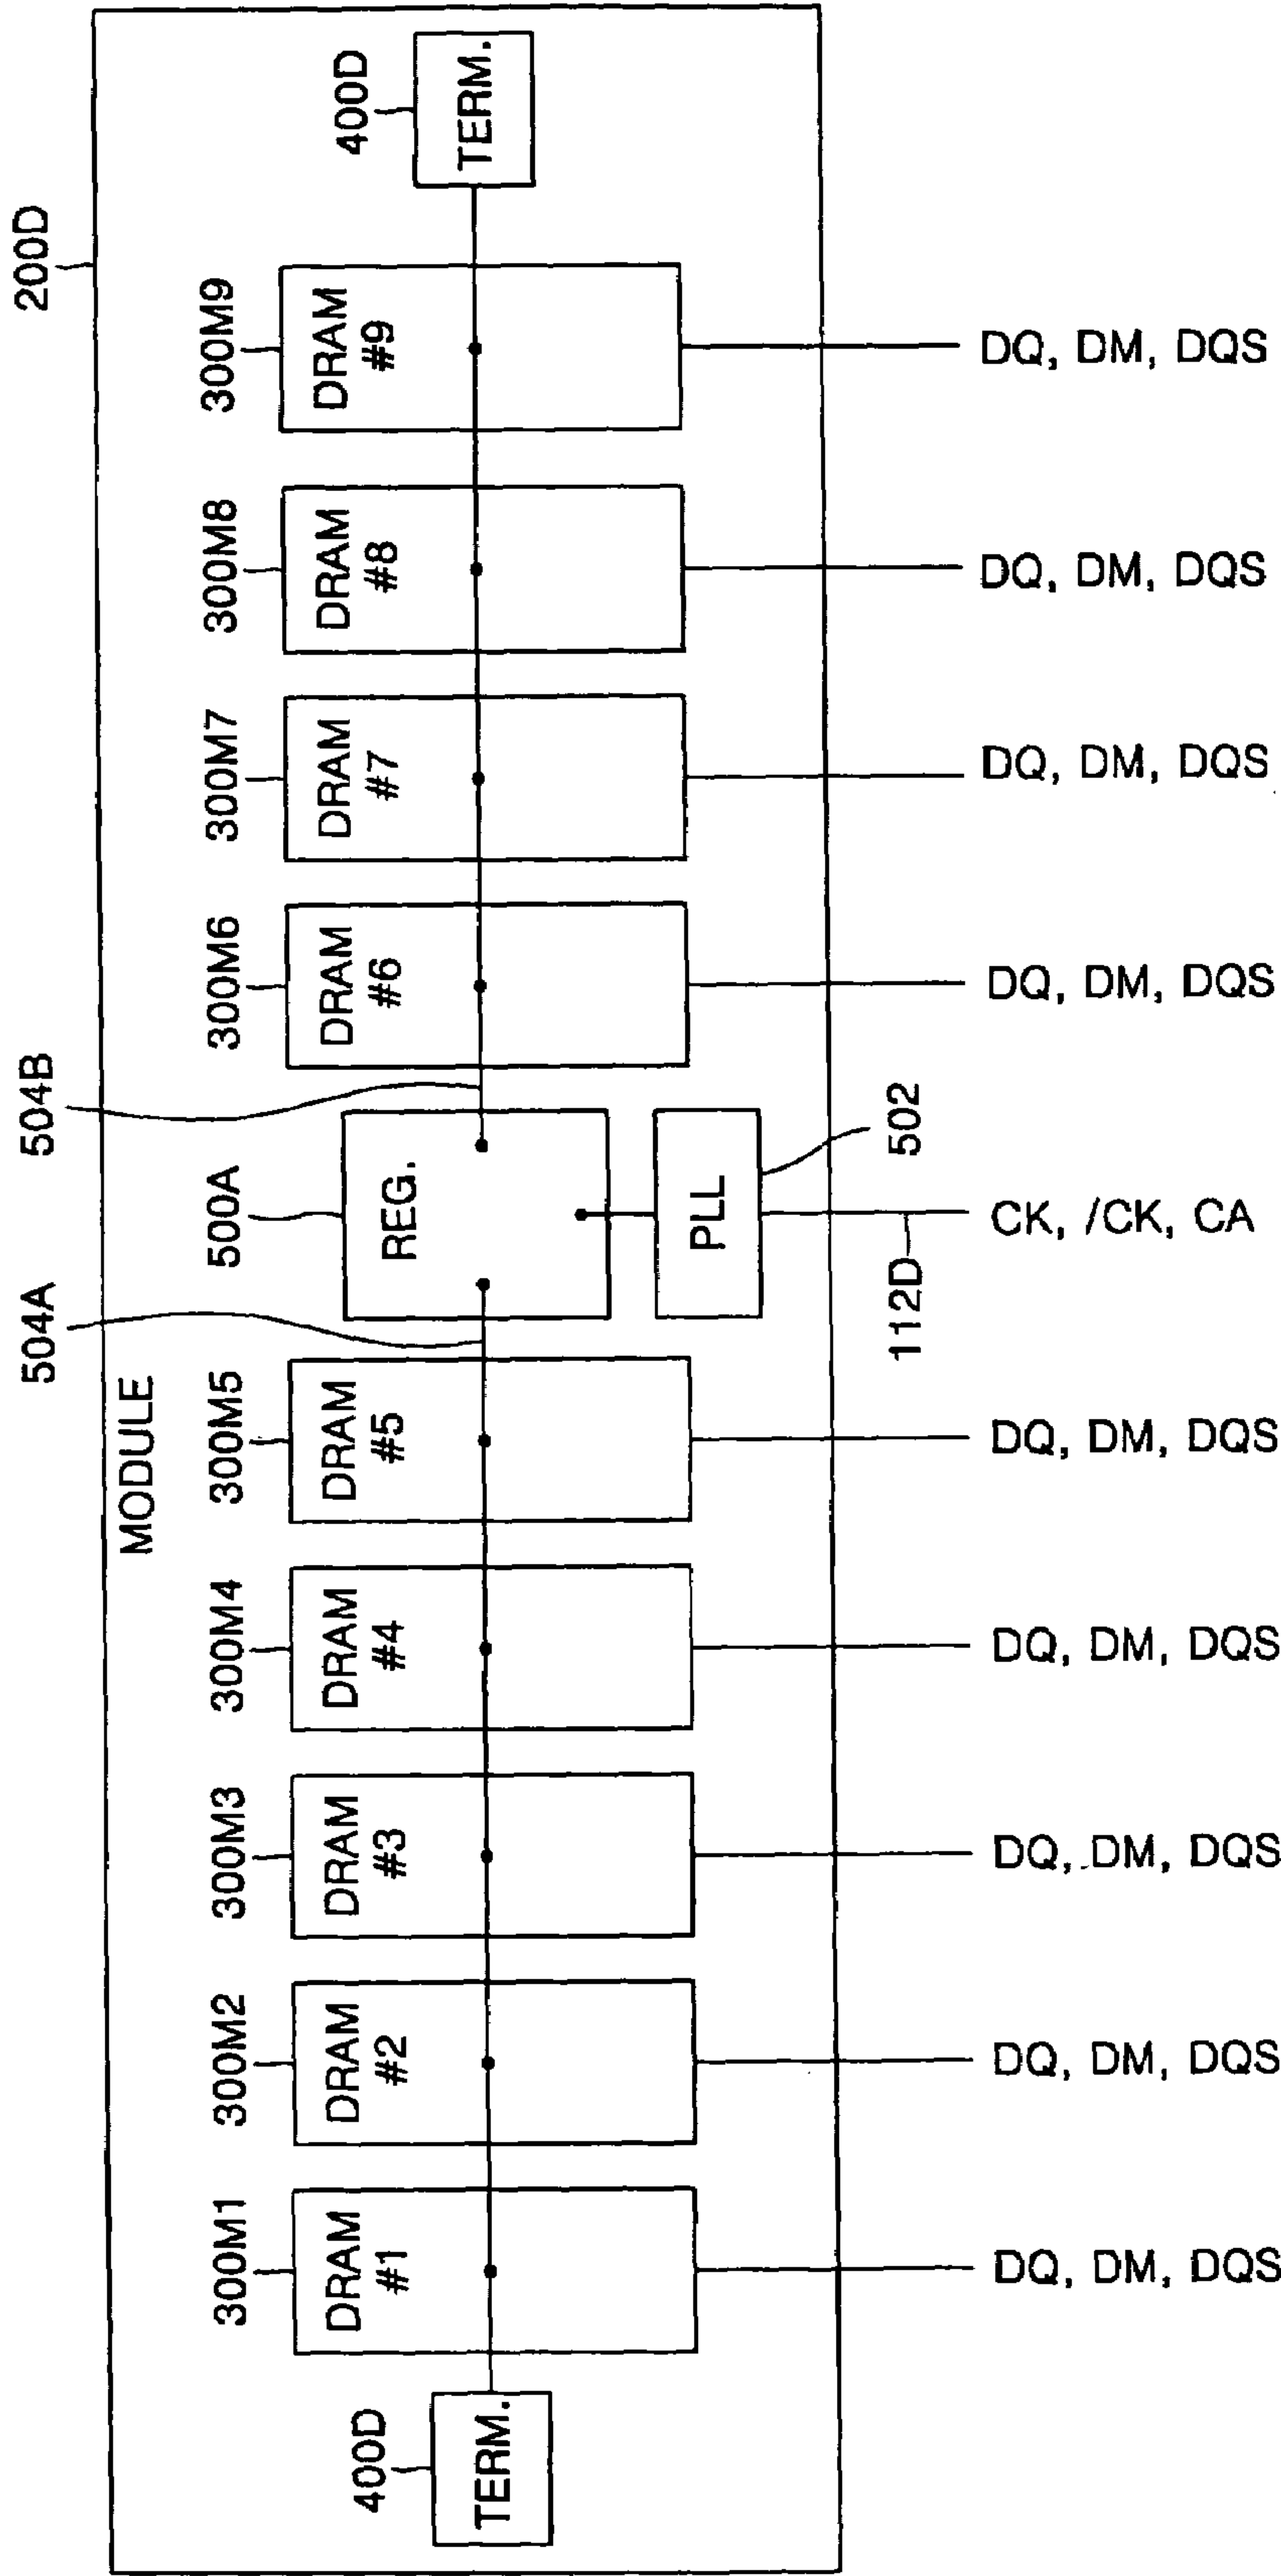 200D
MODULE
504A
504B
400D
300M1
300M2
300M3
300M4
300M5
500A
300M6
300M7
300M8
300M9
400D
TERM.
DRAM
#1
DRAM
#2
DRAM
#3
DRAM
#4
DRAM
#5
REG.
DRAM
#6
DRAM
#7
DRAM
#8
DRAM
#9
TERM.
PLL
502
112D
DQ, DM, DQS
DQ, DM, DQS
DQ, DM, DQS
DQ, DM, DQS
DQ, DM, DQS
CK, /CK, CA
DQ, DM, DQS
DQ, DM, DQS
DQ, DM, DQS
DQ, DM, DQS